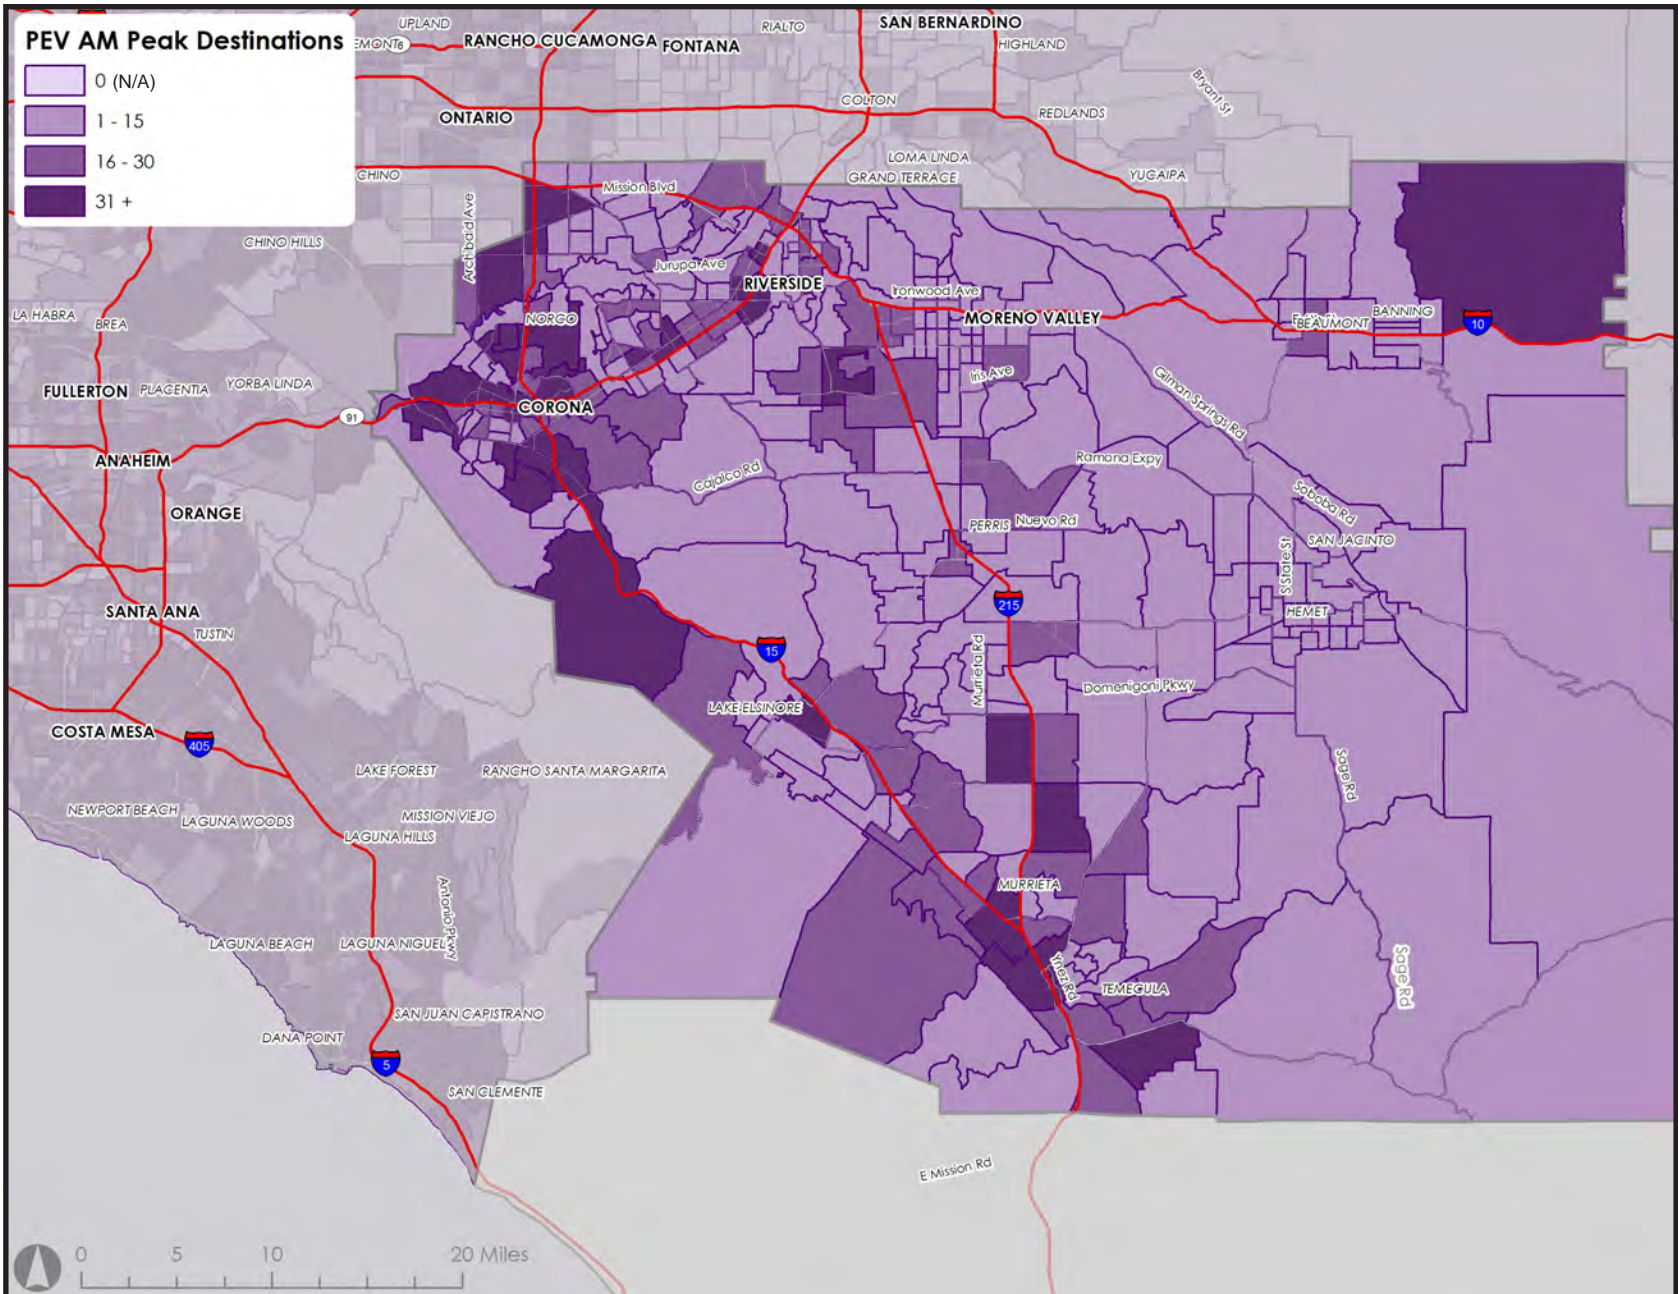 PEV AM Peak Destinations
0 (N/A)
1 - 15
16 - 30
31 +
UPLAND
RIALTO
SAN BERNARDINO
EMONT
RANCHO CUCAMONGA
FONTANA
HIGHLAND
Bryant St
ONTARIO
COLTON
REDLANDS
CHINO
Mission Blvd
LOMA LINDA
GRAND TERRACE
YUCAIPA
Archibald Ave
CHINO HILLS
Jurupa Ave
RIVERSIDE
Ironwood Ave
LA HABRA
BREA
NORCO
MORENO VALLEY
BEAUMONT
BANNING
10
FULLERTON
PLACENTIA
YORBA LINDA
Iris Ave
Gilman Springs Rd
91
CORONA
ANAHEIM
Cajalco Rd
Ramona Expy
ORANGE
Soboba Rd
PERRIS
Nuevo Rd
SAN JACINTO
S State St
SANTA ANA
215
HEMET
TUSTIN
15
Murrieta Rd
Domenigoni Pkwy
LAKE ELSINORE
COSTA MESA
405
LAKE FOREST
RANCHO SANTA MARGARITA
Sage Rd
NEWPORT BEACH
LAGUNA WOODS
MISSION VIEJO
LAGUNA HILLS
MURRIETA
Antonio Pkwy
LAGUNA BEACH
LAGUNA NIGUEL
Ynez Rd
TEMECULA
Sage Rd
SAN JUAN CAPISTRANO
DANA POINT
5
SAN CLEMENTE
E Mission Rd
0 5 10 20 Miles